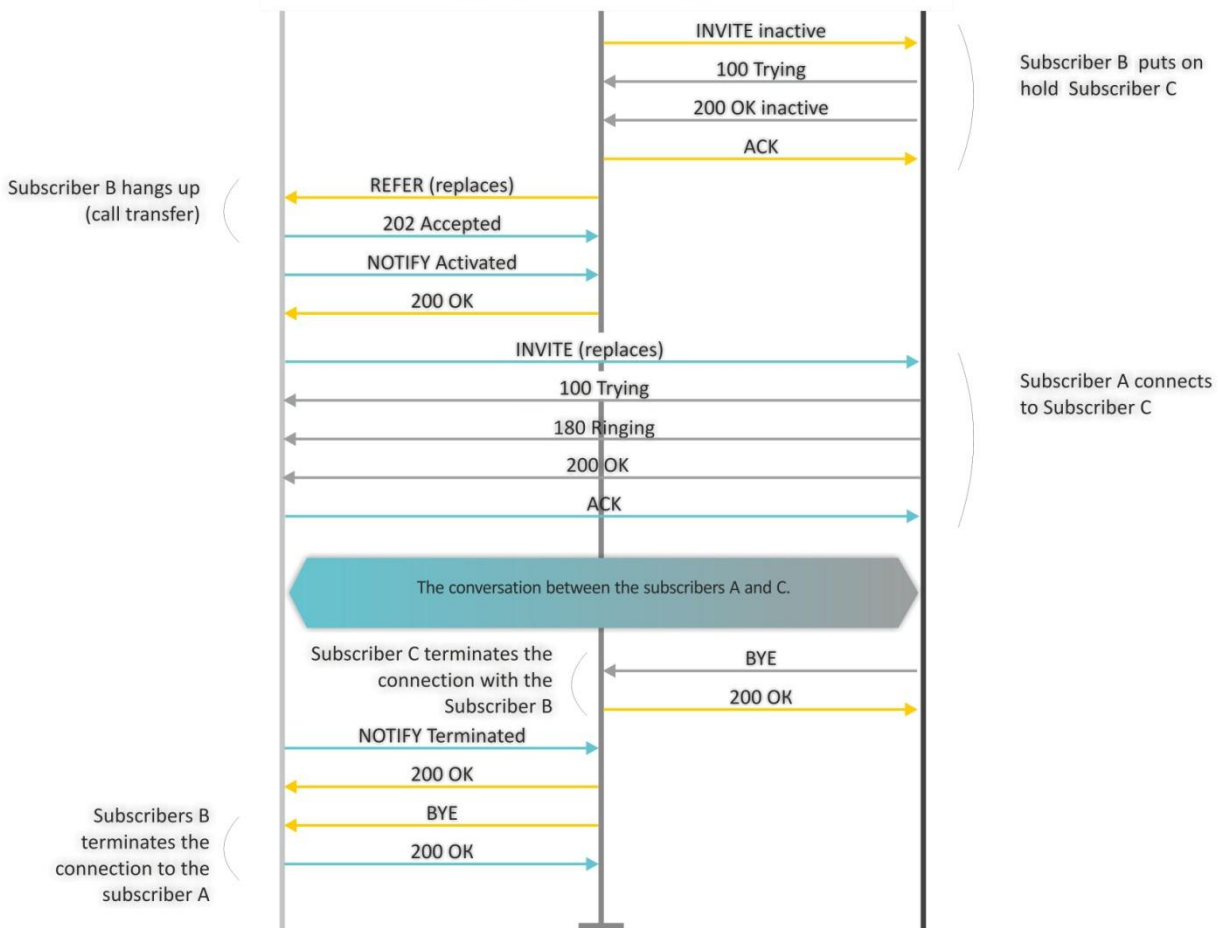 INVITE inactive
100 Trying
200 OK inactive
ACK
Subscriber B puts on
hold Subscriber C
Subscriber B hangs up
(call transfer)
REFER (replaces)
202 Accepted
NOTIFY Activated
200 OK
INVITE (replaces)
100 Trying
180 Ringing
200 OK
ACK
Subscriber A connects
to Subscriber C
The conversation between the subscribers A and C.
Subscriber C terminates the
connection with the
Subscriber B
BYE
200 OK
NOTIFY Terminated
200 OK
BYE
200 OK
Subscribers B
terminates the
connection to the
subscriber A